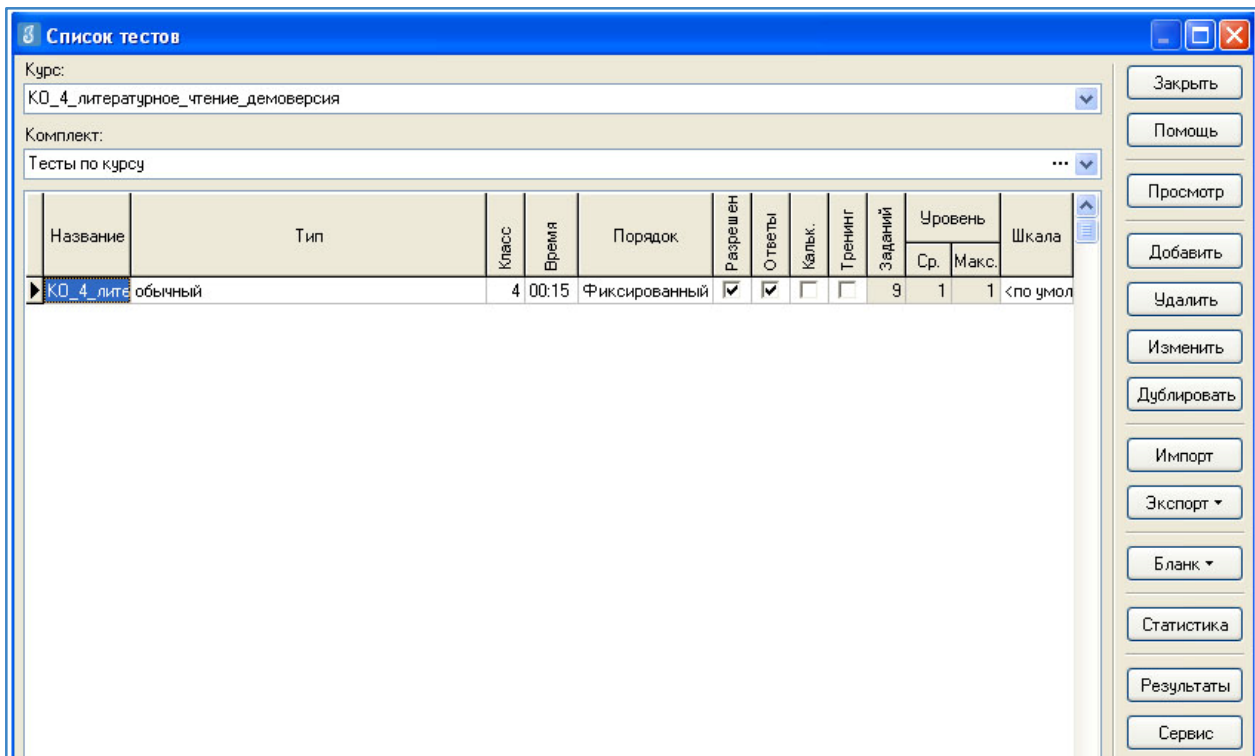 Список тестов
Курс:
КО_4_литературное_чтение_демоверсия
Комплект:
Тесты по курсу ...
Название Тип Класс Время Порядок Разрешен Ответы Кальк. Тренинг Заданий Уровень Шкала
Ср. Макс.
КО_4_лите обычный 4 00:15 Фиксированный 9 1 1 <по умол
Закрыть
Помощь
Просмотр
Добавить
Удалить
Изменить
Дублировать
Импорт
Экспорт
Бланк
Статистика
Результаты
Сервис